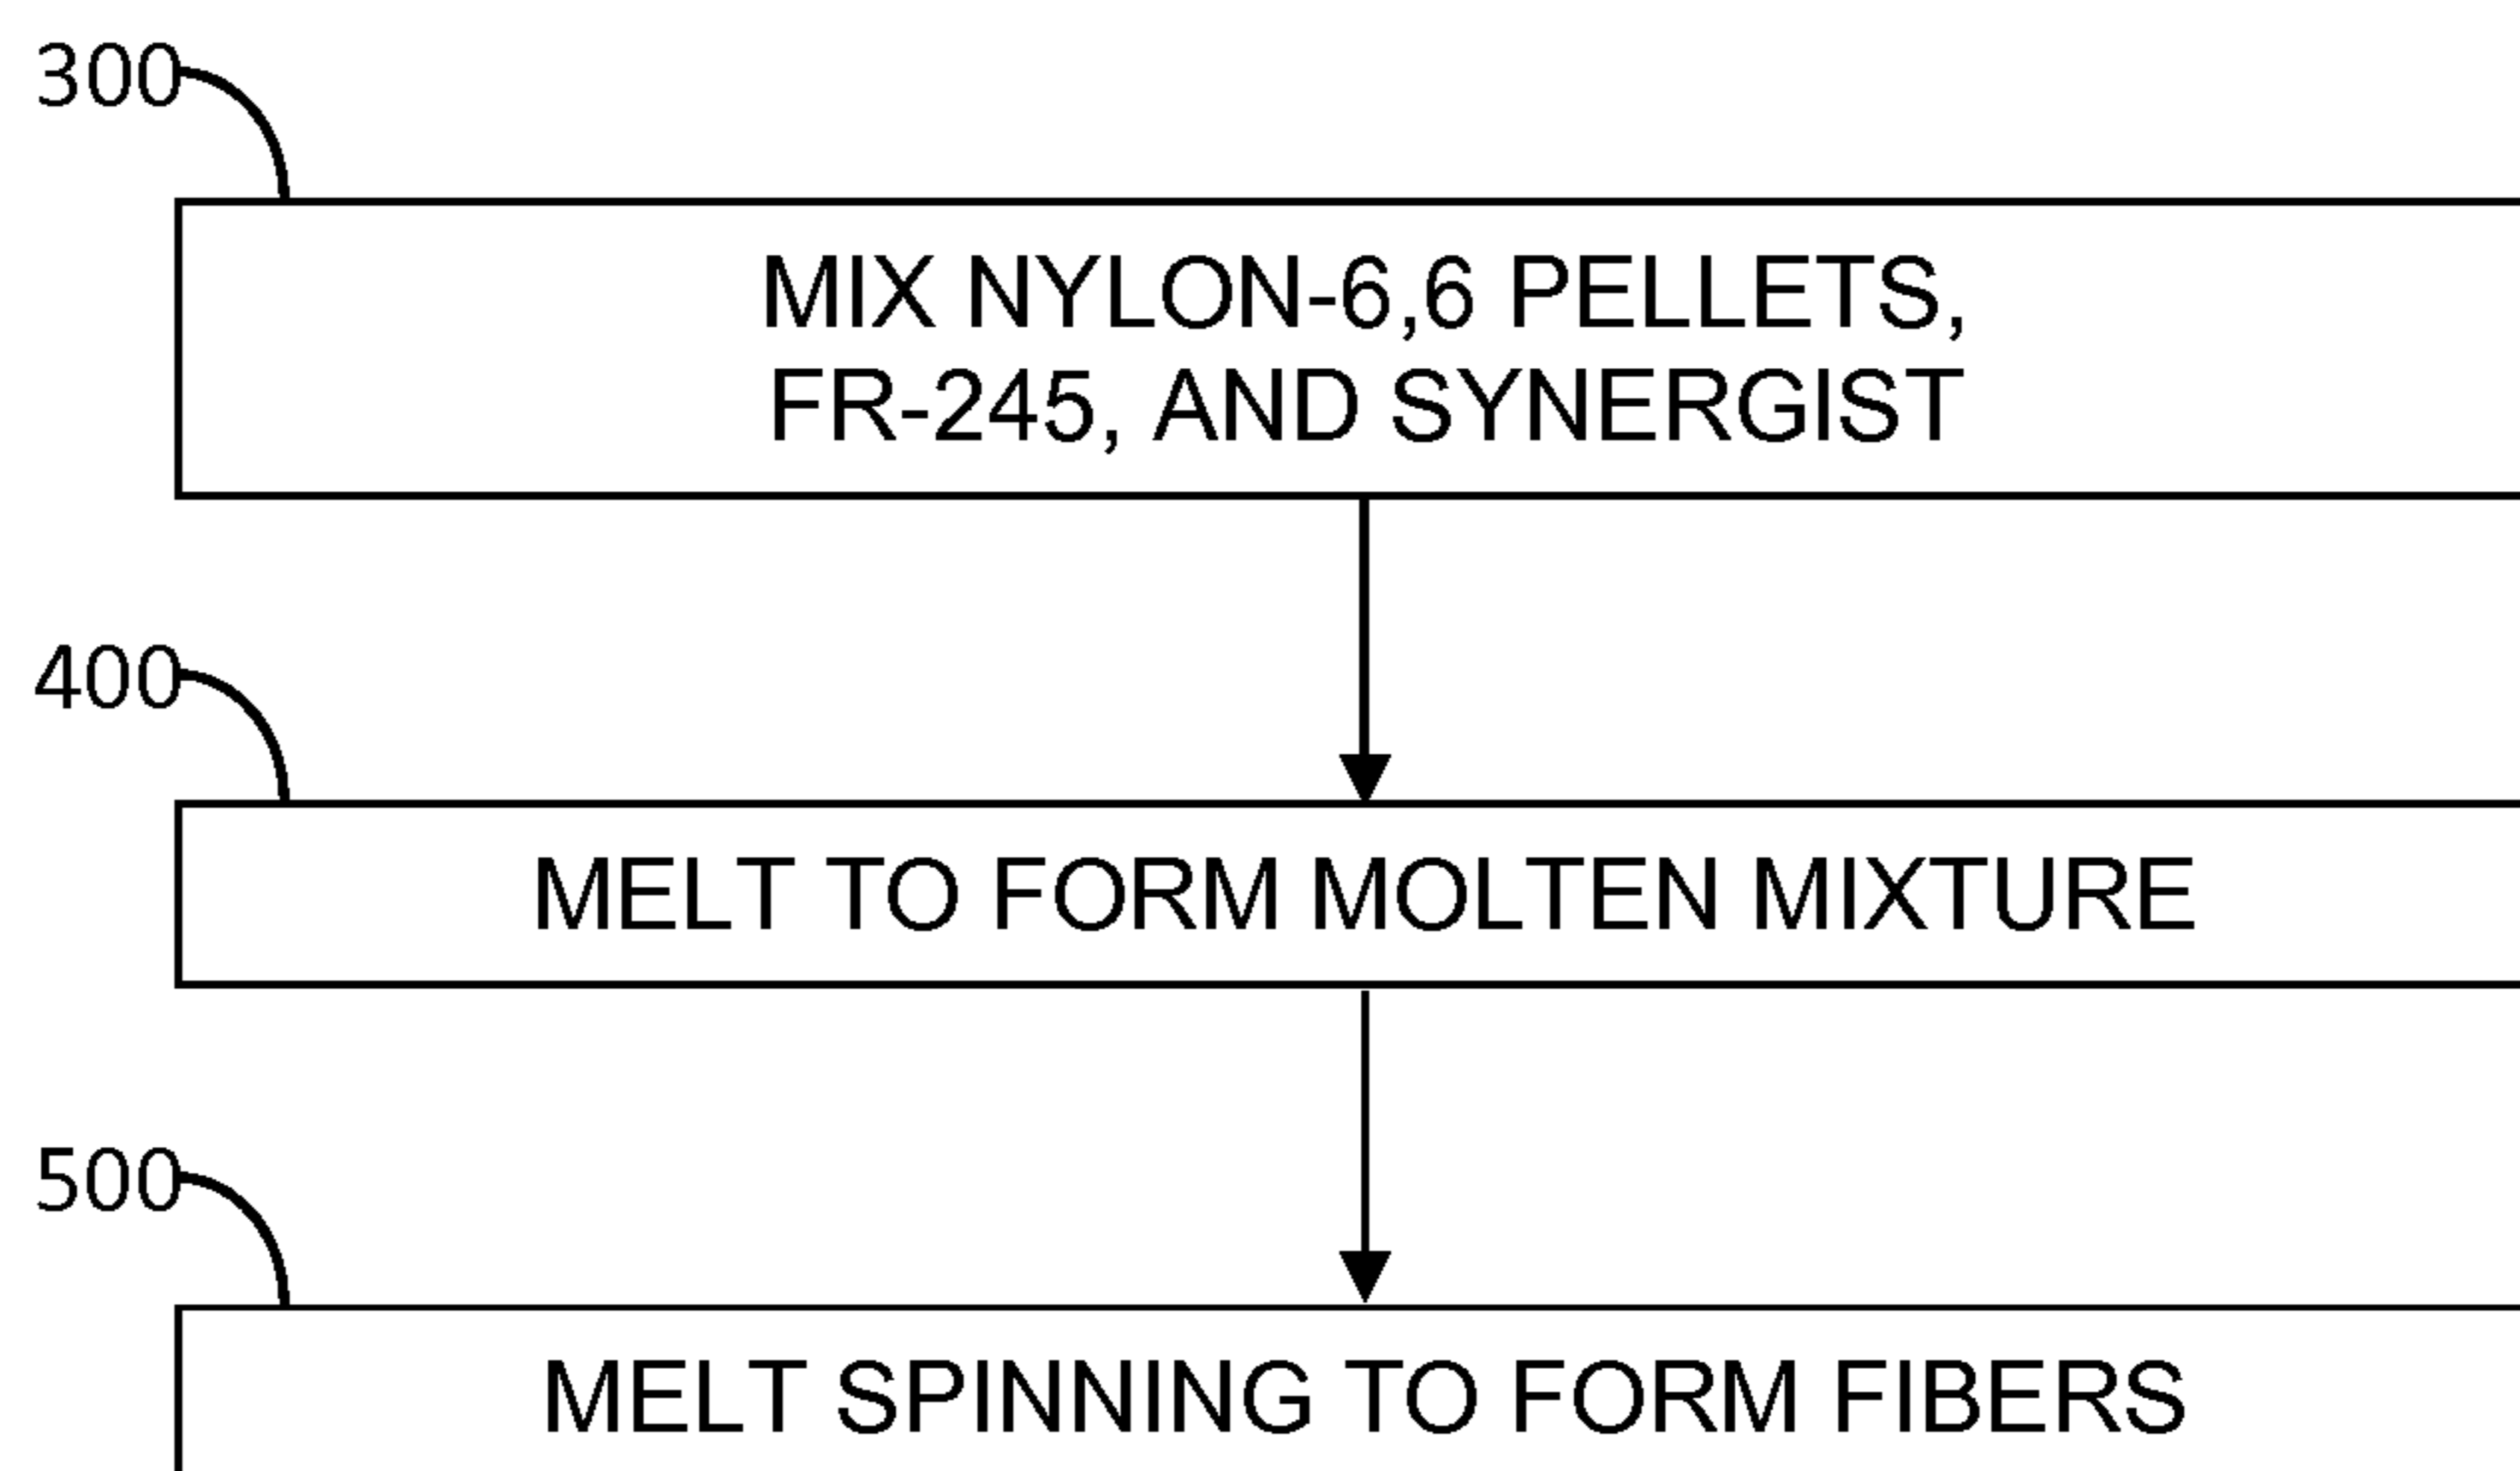 300
MIX NYLON-6,6 PELLETS,
FR-245, AND SYNERGIST
400
MELT TO FORM MOLTEN MIXTURE
500
MELT SPINNING TO FORM FIBERS